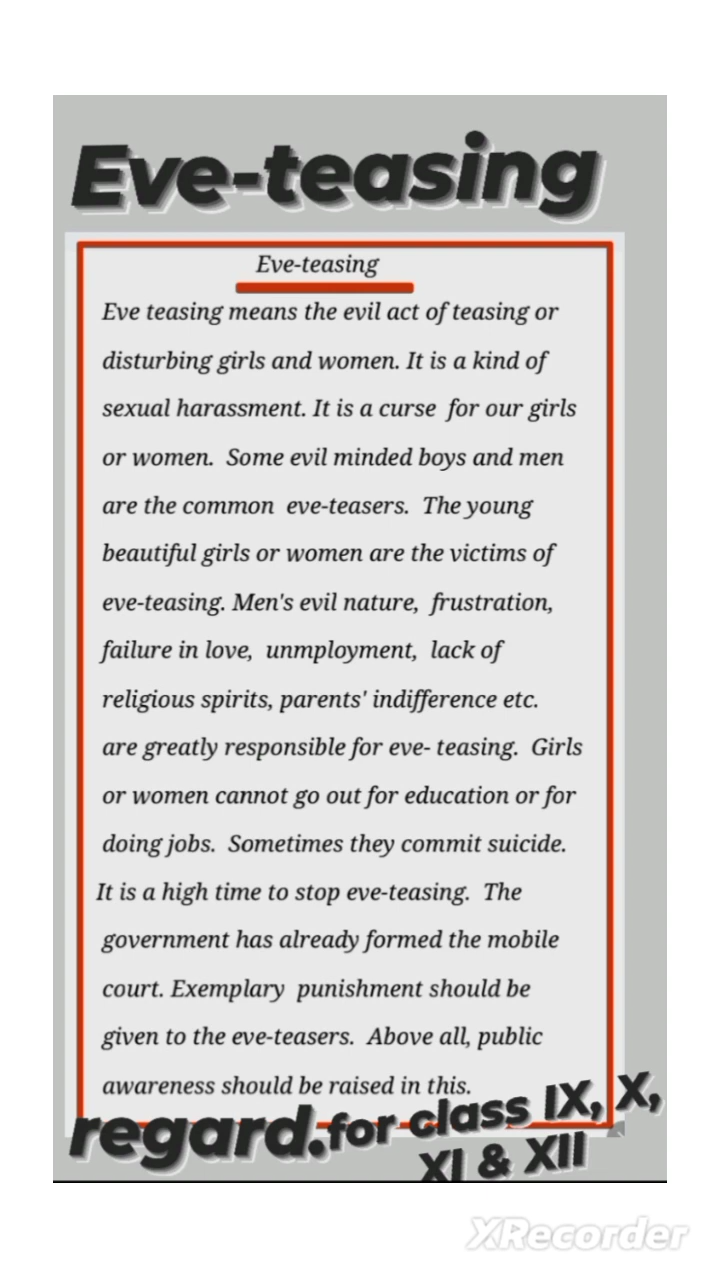 Eve-teasing
Eve-teasing
Eve teasing means the evil act of teasing or
disturbing girls and women. It is a kind of
sexual harassment. It is a curse for our girls
or women. Some evil minded boys and men
are the common eve-teasers. The young
beautiful girls or women are the victims of
eve-teasing. Men's evil nature, frustration,
failure in love, unmployment, lack of
religious spirits, parents' indifference etc.
are greatly responsible for eve- teasing. Girls
or women cannot go out for education or for
doing jobs. Sometimes they commit suicide.
It is a high time to stop eve-teasing. The
government has already formed the mobile
court. Exemplary punishment should be
given to the eve-teasers. Above all, public
awareness should be raised in this.
regard.for class IX, X,
XI & XII
XRecorder